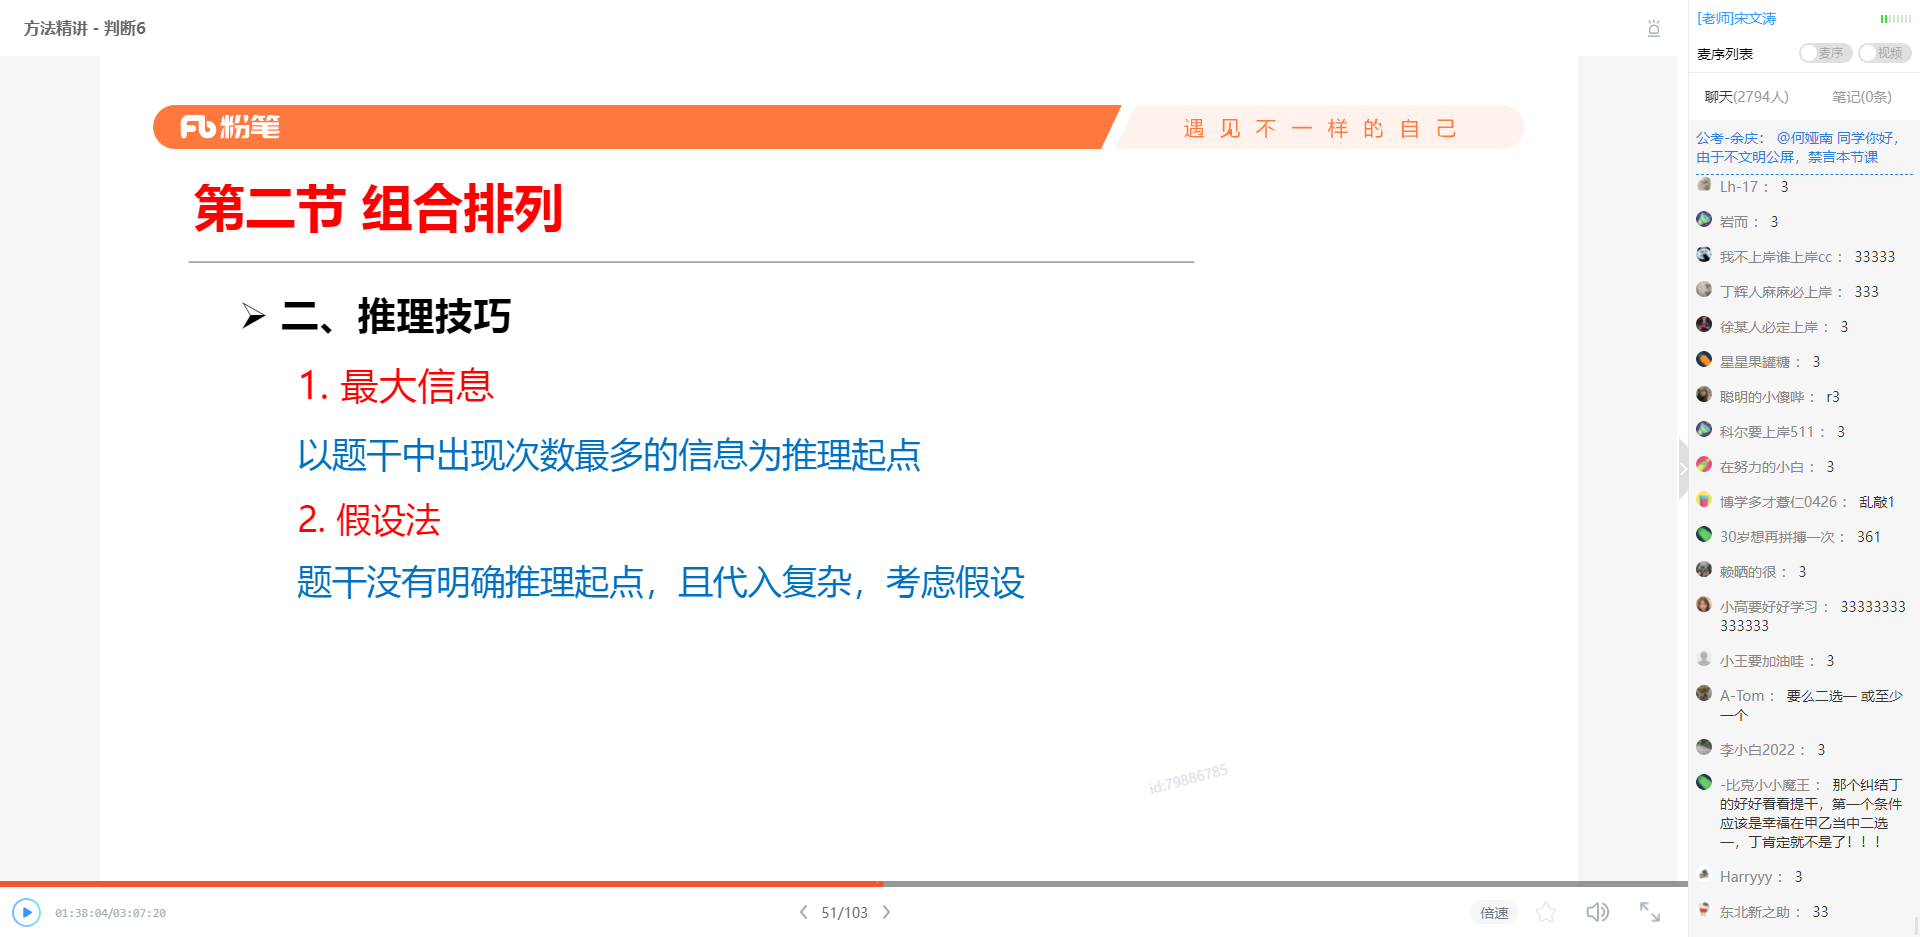 方法精讲 - 判断6
粉笔
遇见不一样的自己
第二节 组合排列
二、推理技巧
1. 最大信息
以题干中出现次数最多的信息为推理起点
2. 假设法
题干没有明确推理起点，且代入复杂，考虑假设
id:79886785
01:38:04/03:07:20
51/103
倍速
[老师]宋文涛
麦序列表
麦序
视频
聊天(2794人)
笔记(0条)
公考-余庆： @何娅南 同学你好，
由于不文明公屏，禁言本节课
Lh-17： 3
岩而： 3
我不上岸谁上岸cc： 33333
丁辉人麻麻必上岸： 333
徐某人必定上岸： 3
星星果罐糖： 3
聪明的小傻哔： r3
科尔要上岸511： 3
在努力的小白： 3
博学多才薏仁0426： 乱敲1
30岁想再拼搏一次： 361
赖晒的很： 3
小高要好好学习： 33333333
333333
小王要加油哇： 3
A-Tom： 要么二选一 或至少
一个
李小白2022： 3
-比克小小魔王： 那个纠结丁
的好好看看提干，第一个条件
应该是幸福在甲乙当中二选
一，丁肯定就不是了！！！
Harryyy： 3
东北新之助： 33